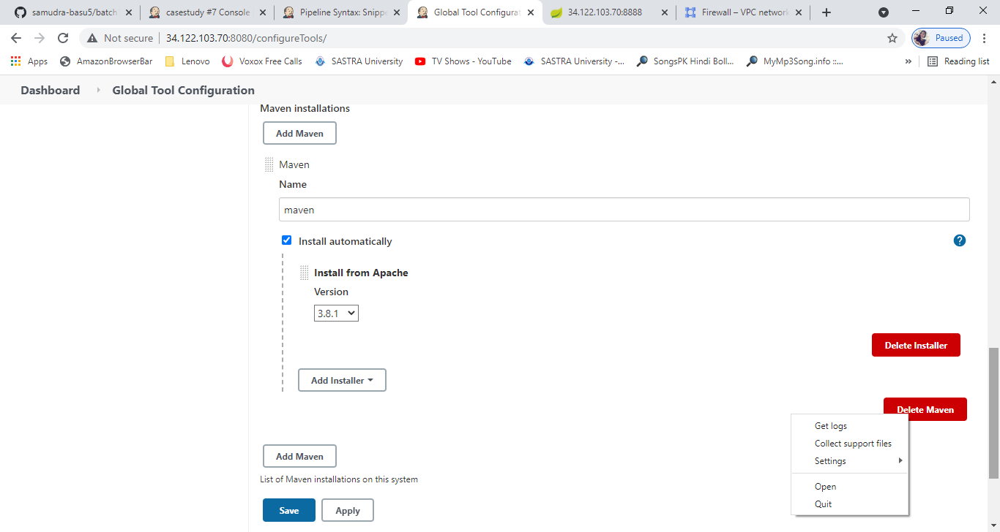 samudra-basu5/batch
casestudy #7 Console
Pipeline Syntax: Snippe
Global Tool Configurat
34.122.103.70:8888
Firewall – VPC network
Not secure
34.122.103.70:8080/configureTools/
Paused
Apps
AmazonBrowserBar
Lenovo
Voxox Free Calls
SASTRA University
TV Shows - YouTube
SASTRA University -...
SongsPK Hindi Boll...
MyMp3Song.info ::...
»
Reading list
Dashboard
Global Tool Configuration
Maven installations
Add Maven
Maven
Name
maven
Install automatically
?
Install from Apache
Version
3.8.1
Delete Installer
Add Installer
Delete Maven
Get logs
Collect support files
Settings
Open
Quit
Add Maven
List of Maven installations on this system
Save
Apply